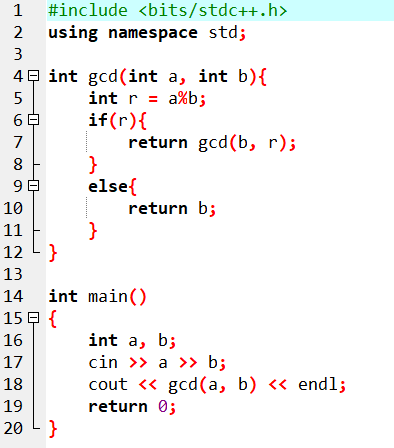 1 #include <bits/stdc++.h>
2 using namespace std;
3
4 int gcd(int a, int b){
5     int r = a%b;
6     if(r){
7         return gcd(b, r);
8     }
9     else{
10         return b;
11     }
12 }
13
14 int main()
15 {
16     int a, b;
17     cin >> a >> b;
18     cout << gcd(a, b) << endl;
19     return 0;
20 }